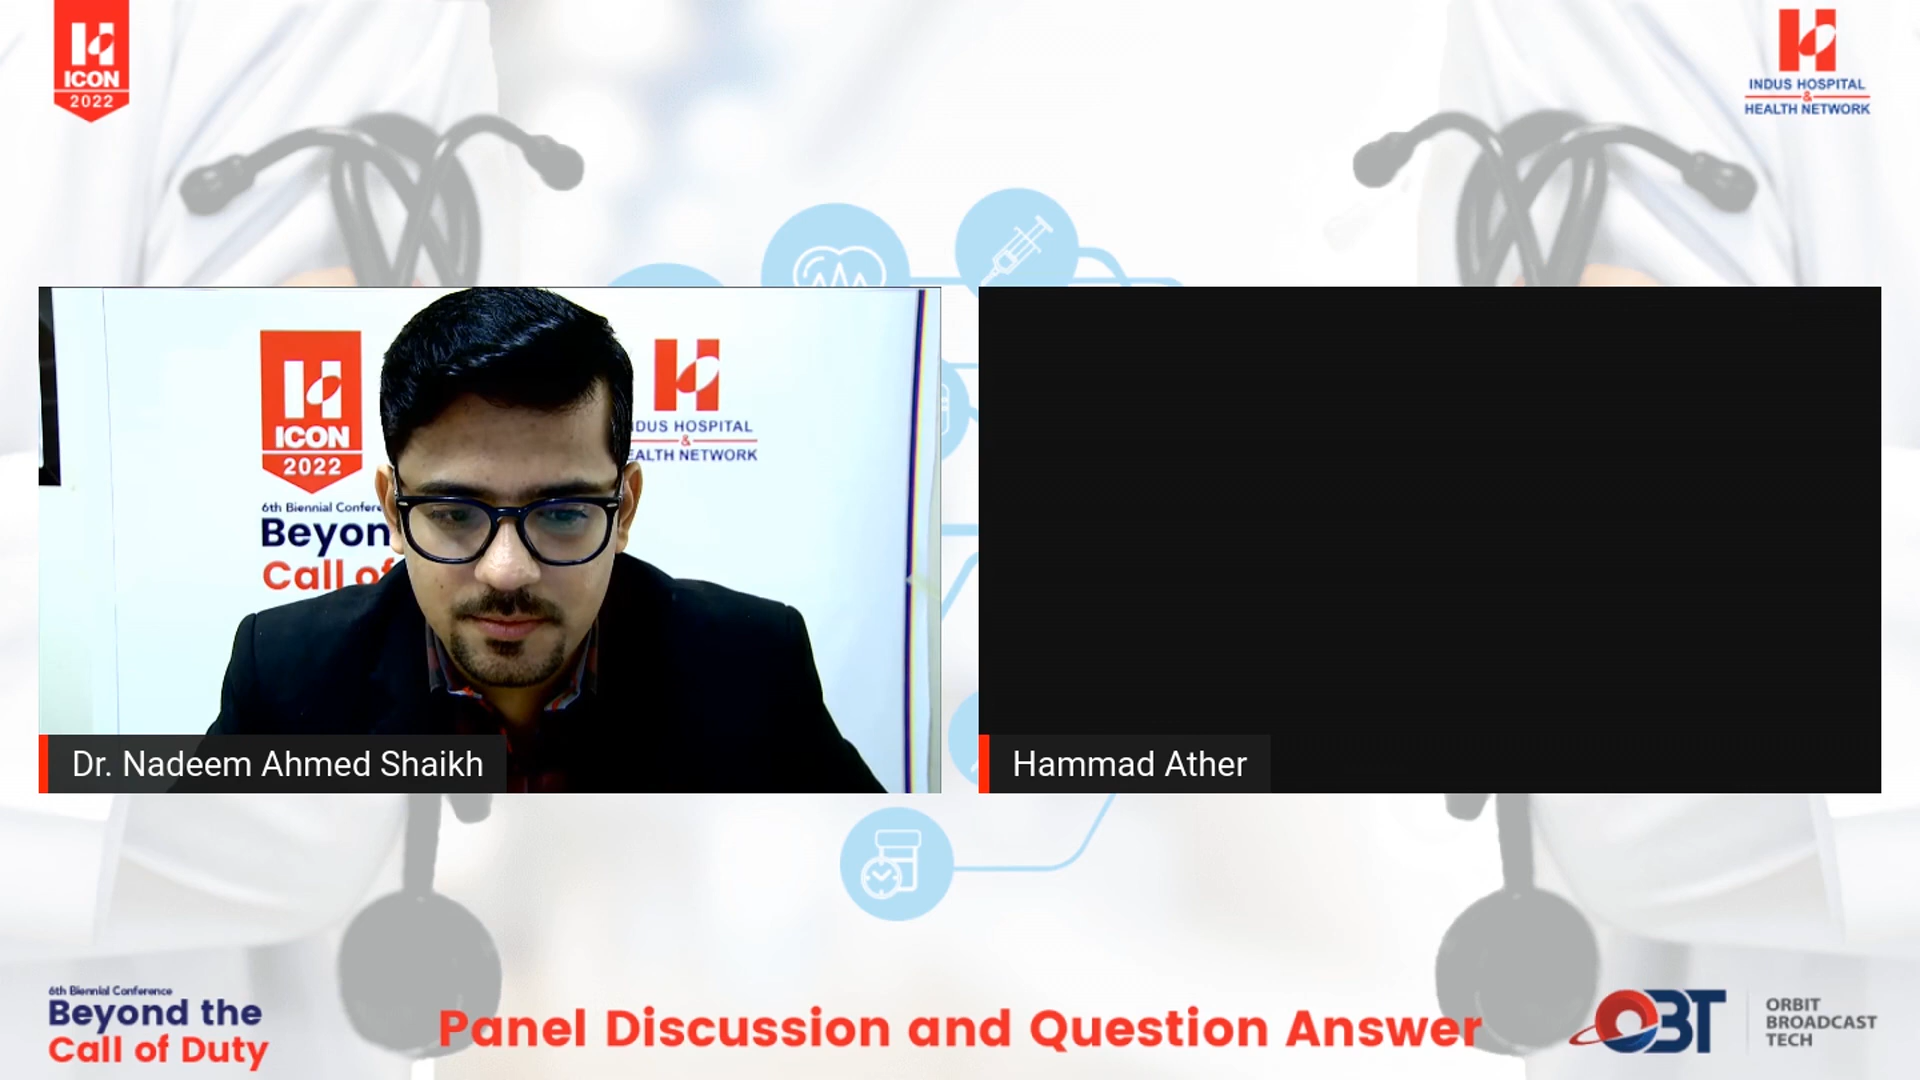 ICON
2022
INDUS HOSPITAL
&
HEALTH NETWORK
ICON
2022
6th Biennial Confere
Beyon
Call of
DUS HOSPITAL
&
EALTH NETWORK
Dr. Nadeem Ahmed Shaikh
Hammad Ather
6th Biennial Conference
Beyond the
Call of Duty
Panel Discussion and Question Answer
OBT
ORBIT
BROADCAST
TECH